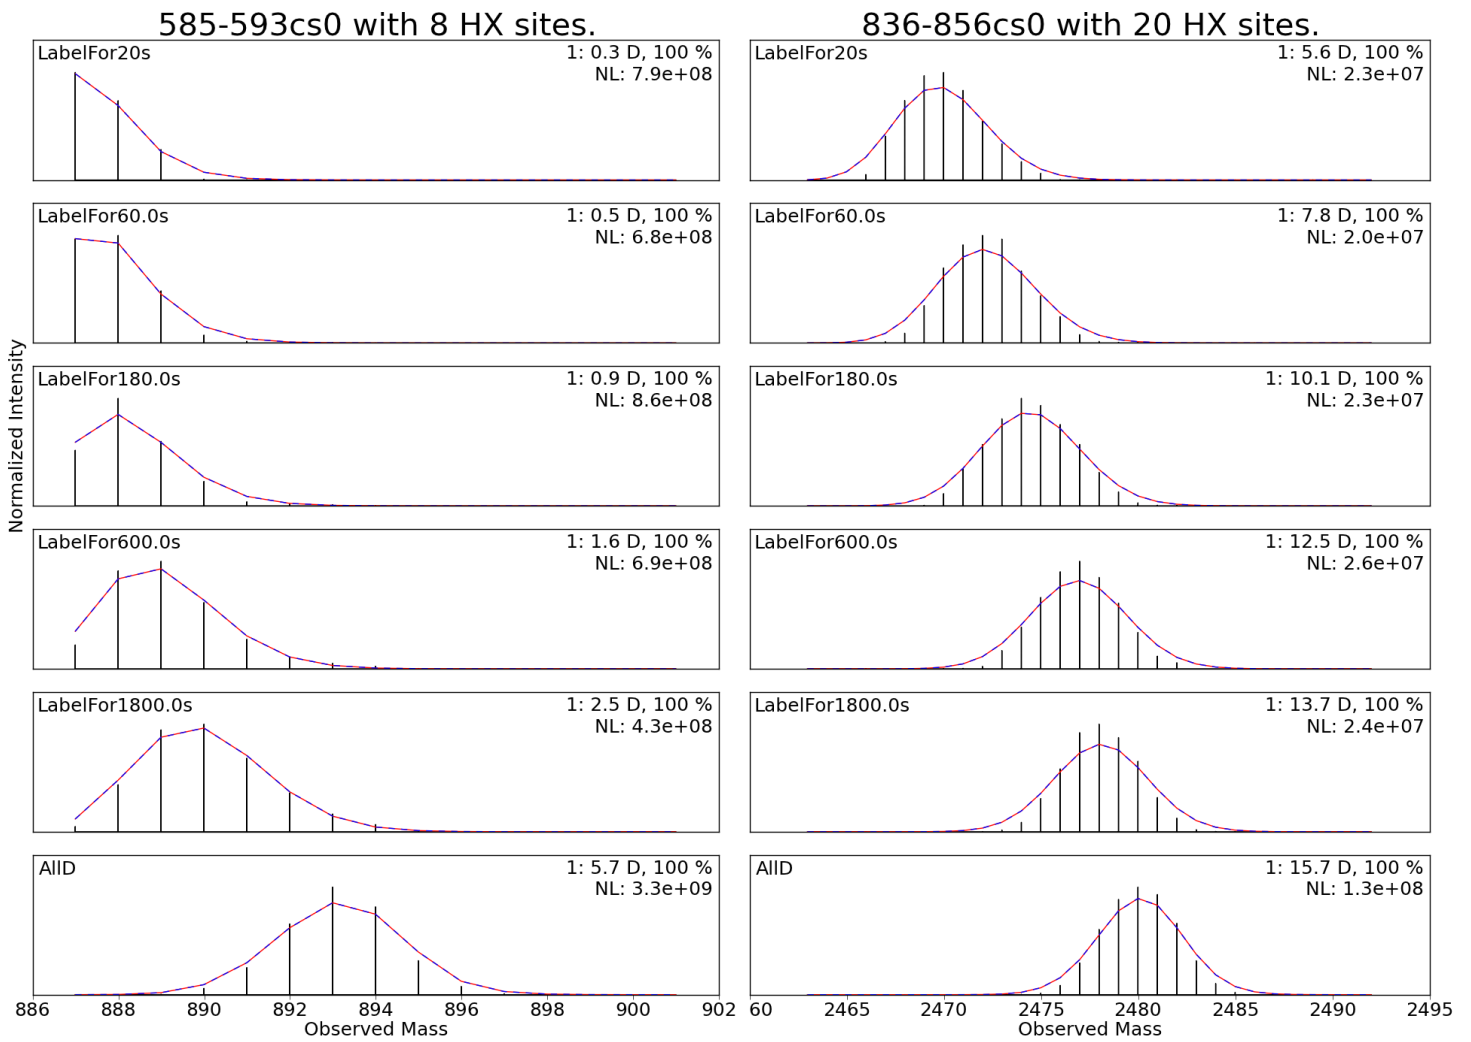 585-593cs0 with 8 HX sites.
LabelFor20s
1: 0.3 D, 100 %
NL: 7.9e+08
LabelFor60.0s
1: 0.5 D, 100 %
NL: 6.8e+08
LabelFor180.0s
1: 0.9 D, 100 %
NL: 8.6e+08
LabelFor600.0s
1: 1.6 D, 100 %
NL: 6.9e+08
LabelFor1800.0s
1: 2.5 D, 100 %
NL: 4.3e+08
AllD
1: 5.7 D, 100 %
NL: 3.3e+09
Normalized Intensity
886 888 890 892 894 896 898 900 902
Observed Mass
836-856cs0 with 20 HX sites.
LabelFor20s
1: 5.6 D, 100 %
NL: 2.3e+07
LabelFor60.0s
1: 7.8 D, 100 %
NL: 2.0e+07
LabelFor180.0s
1: 10.1 D, 100 %
NL: 2.3e+07
LabelFor600.0s
1: 12.5 D, 100 %
NL: 2.6e+07
LabelFor1800.0s
1: 13.7 D, 100 %
NL: 2.4e+07
AllD
1: 15.7 D, 100 %
NL: 1.3e+08
60 2465 2470 2475 2480 2485 2490 2495
Observed Mass